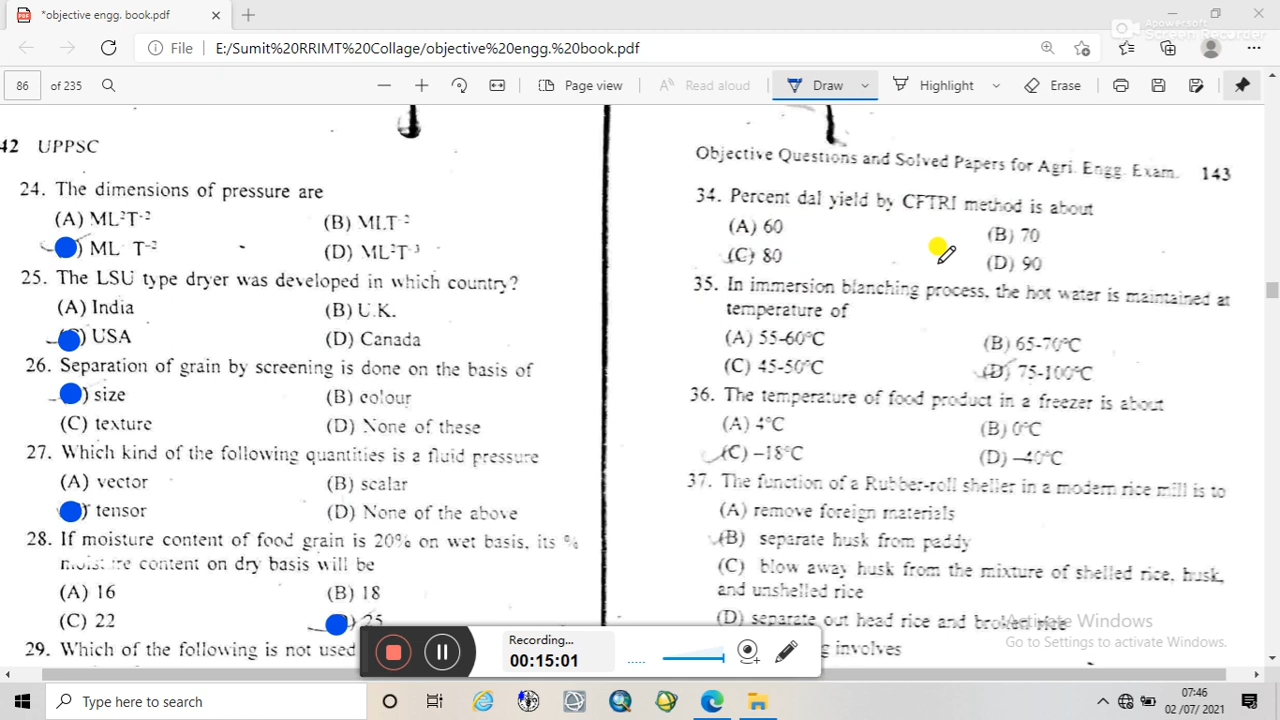 *objective engg. book.pdf
Apowersoft
Screen Recorder
File E:/Sumit%20RRIMT%20Collage/objective%20engg.%20book.pdf
86 of 235 Page view Read aloud Draw Highlight Erase
42 UPPSC
24. The dimensions of pressure are
(A) ML²T⁻² (B) MLT⁻²
) ML T⁻² (D) ML²T⁻³
25. The LSU type dryer was developed in which country?
(A) India (B) U.K.
USA (D) Canada
26. Separation of grain by screening is done on the basis of
) size (B) colour
(C) texture (D) None of these
27. Which kind of the following quantities is a fluid pressure
(A) vector (B) scalar
tensor (D) None of the above
28. If moisture content of food grain is 20% on wet basis, its %
moisture content on dry basis will be
(A) 16 (B) 18
(C) 22 ) 25
29. Which of the following is not used
Objective Questions and Solved Papers for Agri. Engg. Exam. 143
34. Percent dal yield by CFTRI method is about
(A) 60 (B) 70
(C) 80 (D) 90
35. In immersion blanching process, the hot water is maintained at
temperature of
(A) 55-60°C (B) 65-70°C
(C) 45-50°C (D) 75-100°C
36. The temperature of food product in a freezer is about
(A) 4°C (B) 0°C
(C) –18°C (D) –40°C
37. The function of a Rubber-roll sheller in a modern rice mill is to
(A) remove foreign materials
(B) separate husk from paddy
(C) blow away husk from the mixture of shelled rice, husk,
and unshelled rice
(D) separate out head rice and broken rice
involves
Activate Windows
Go to Settings to activate Windows.
Recording...
00:15:01
Type here to search
07:46
02/07/2021